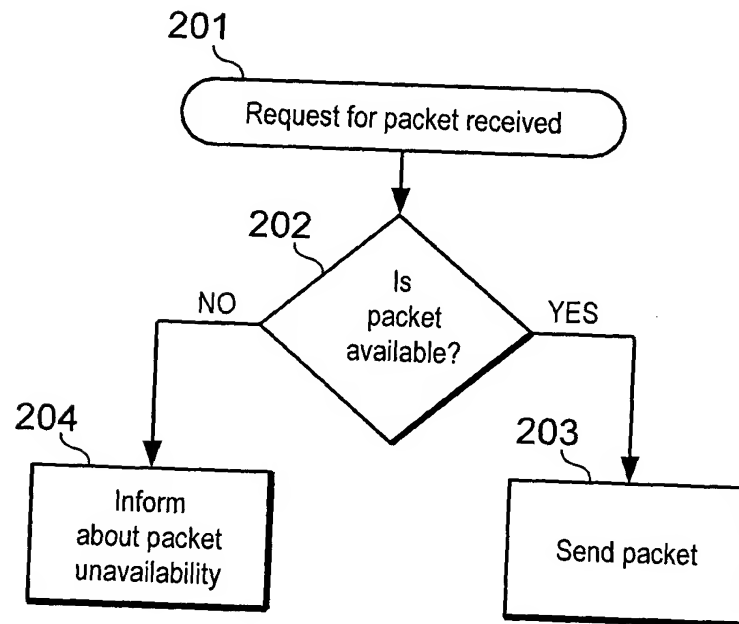 201
Request for packet received
202
Is
packet
available?
NO
YES
204
203
Inform
about packet
unavailability
Send packet